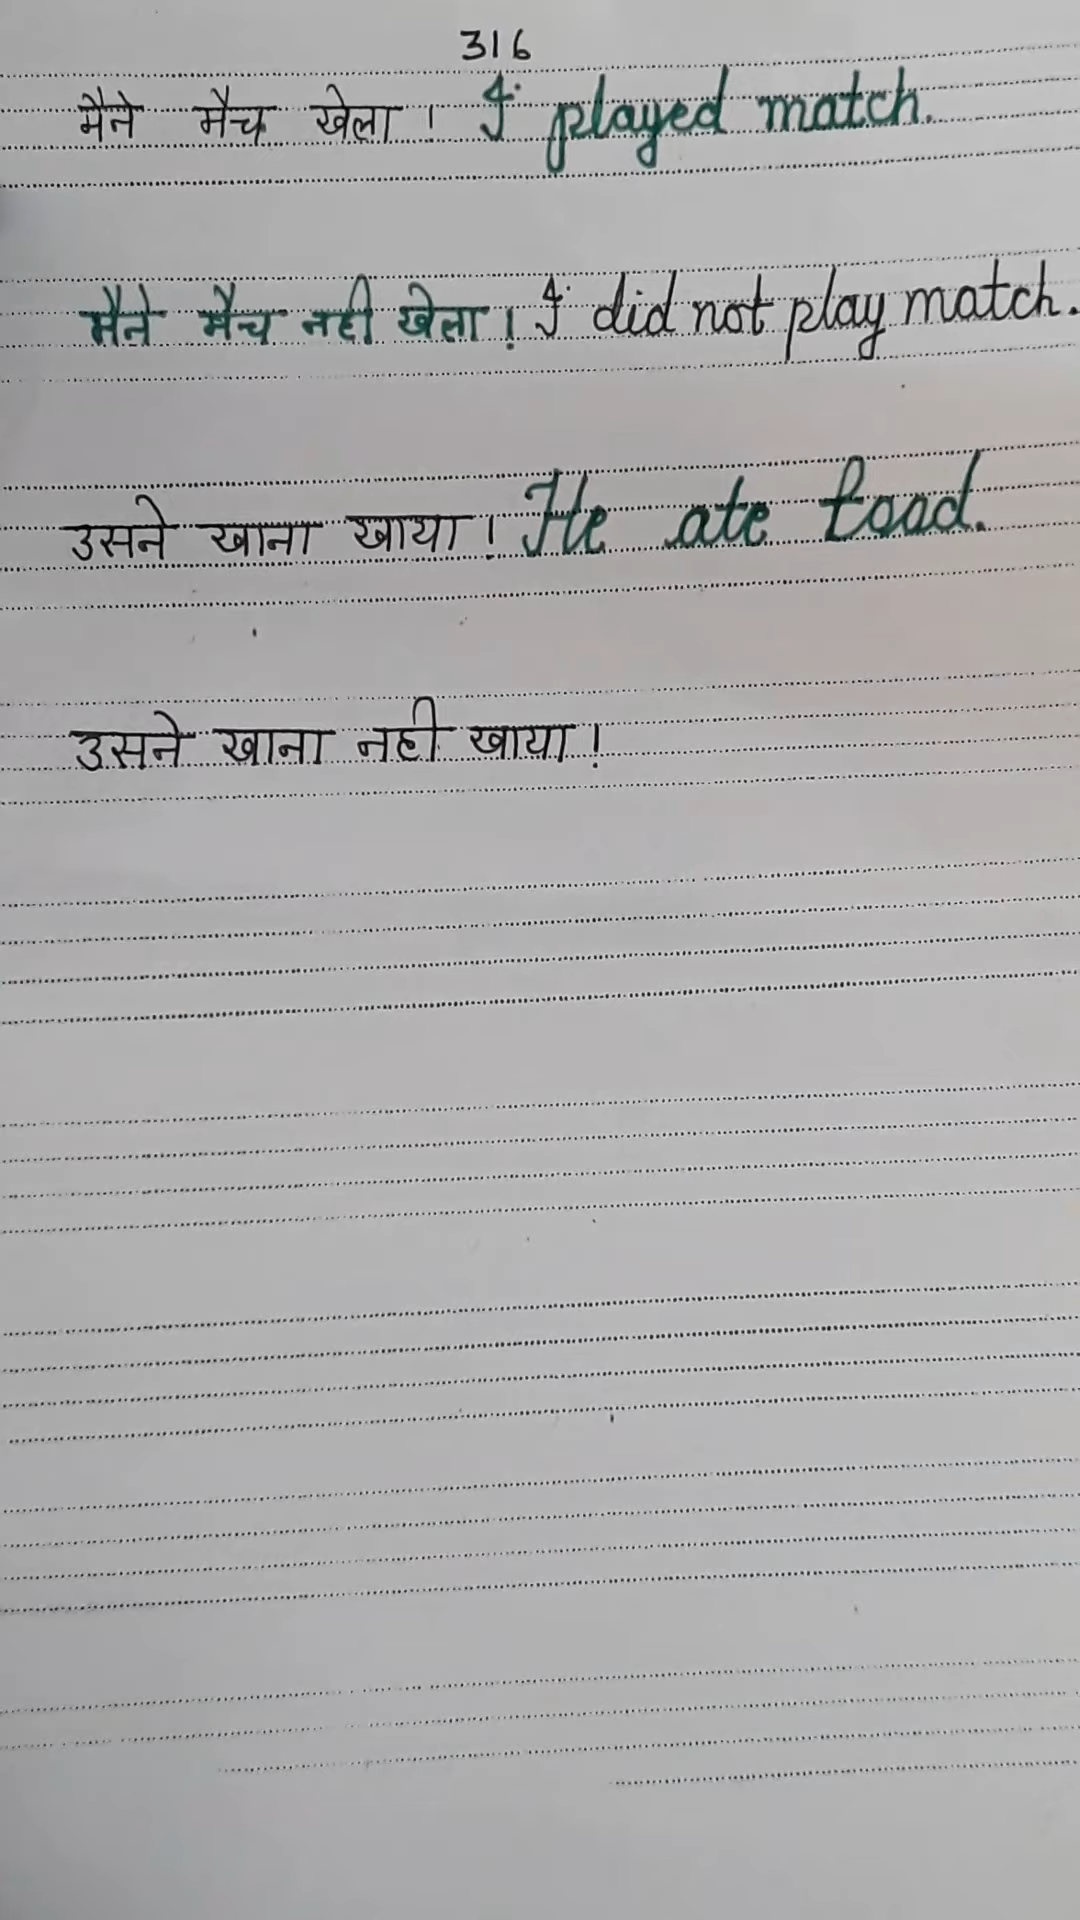 316
मैने मैच खेला । I played match.
मैने मैच नही खेला ! I did not play match.
उसने खाना खाया ! He ate food.
उसने खाना नही खाया !